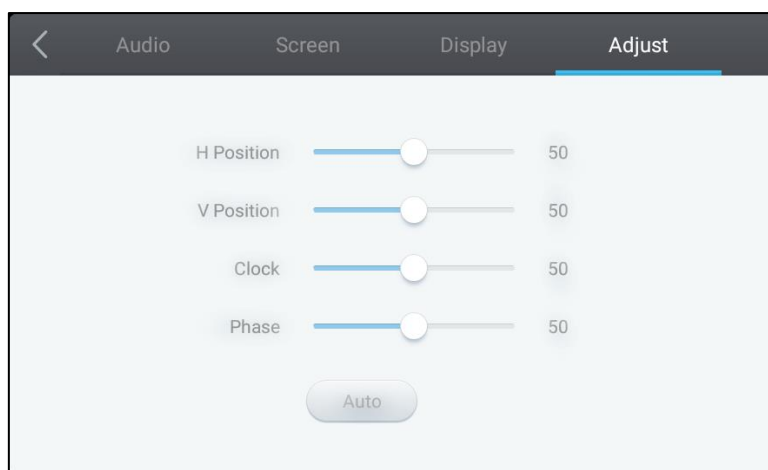 Audio Screen Display Adjust
H Position 50
V Position 50
Clock 50
Phase 50
Auto